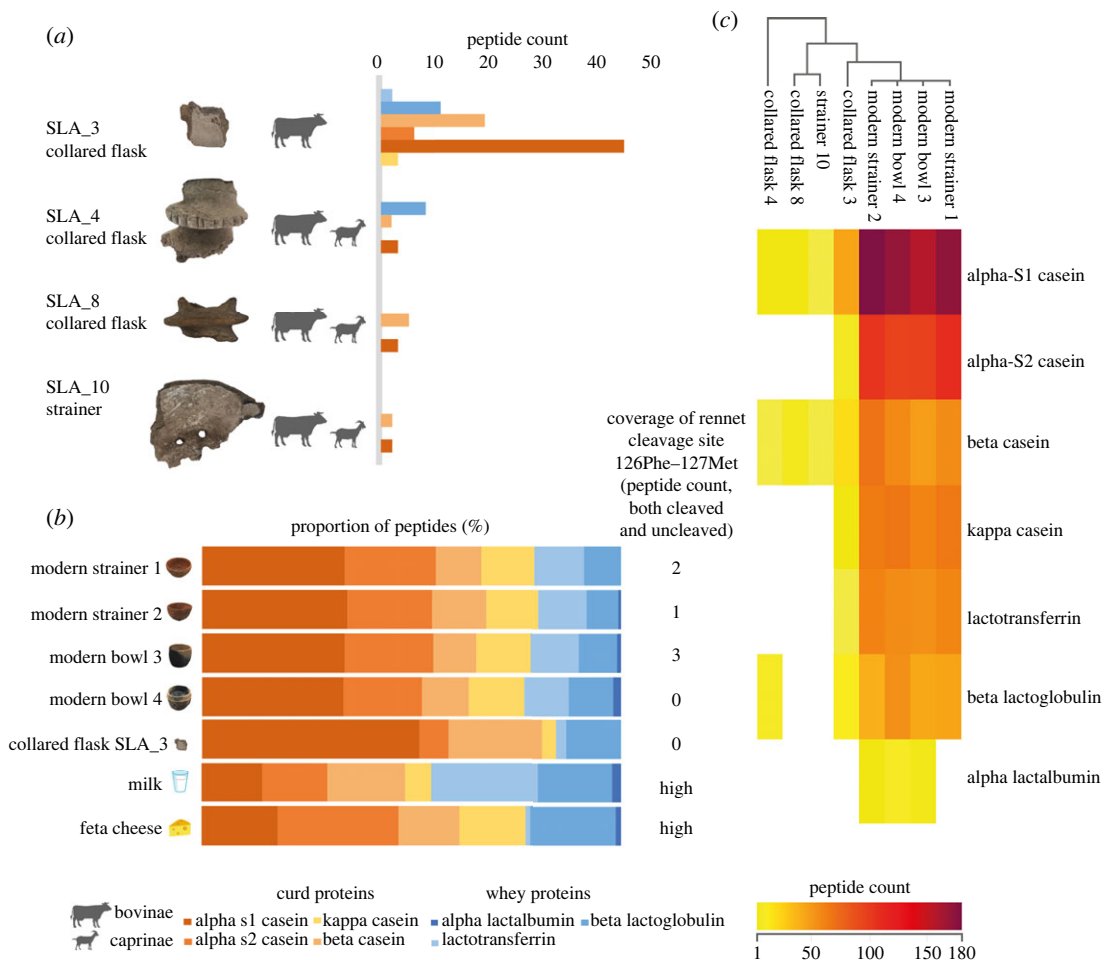 (a)
peptide count
0 10 20 30 40 50
SLA_3
collared flask
SLA_4
collared flask
SLA_8
collared flask
SLA_10
strainer
(b)
proportion of peptides (%)
coverage of rennet
cleavage site
126Phe–127Met
(peptide count,
both cleaved
and uncleaved)
modern strainer 1 2
modern strainer 2 1
modern bowl 3 3
modern bowl 4 0
collared flask SLA_3 0
milk high
feta cheese high
bovinae
caprinae
curd proteins
alpha s1 casein kappa casein
alpha s2 casein beta casein
whey proteins
alpha lactalbumin beta lactoglobulin
lactotransferrin
(c)
collared flask 4
collared flask 8
strainer 10
collared flask 3
modern strainer 2
modern bowl 4
modern bowl 3
modern strainer 1
alpha-S1 casein
alpha-S2 casein
beta casein
kappa casein
lactotransferrin
beta lactoglobulin
alpha lactalbumin
peptide count
1 50 100 150 180